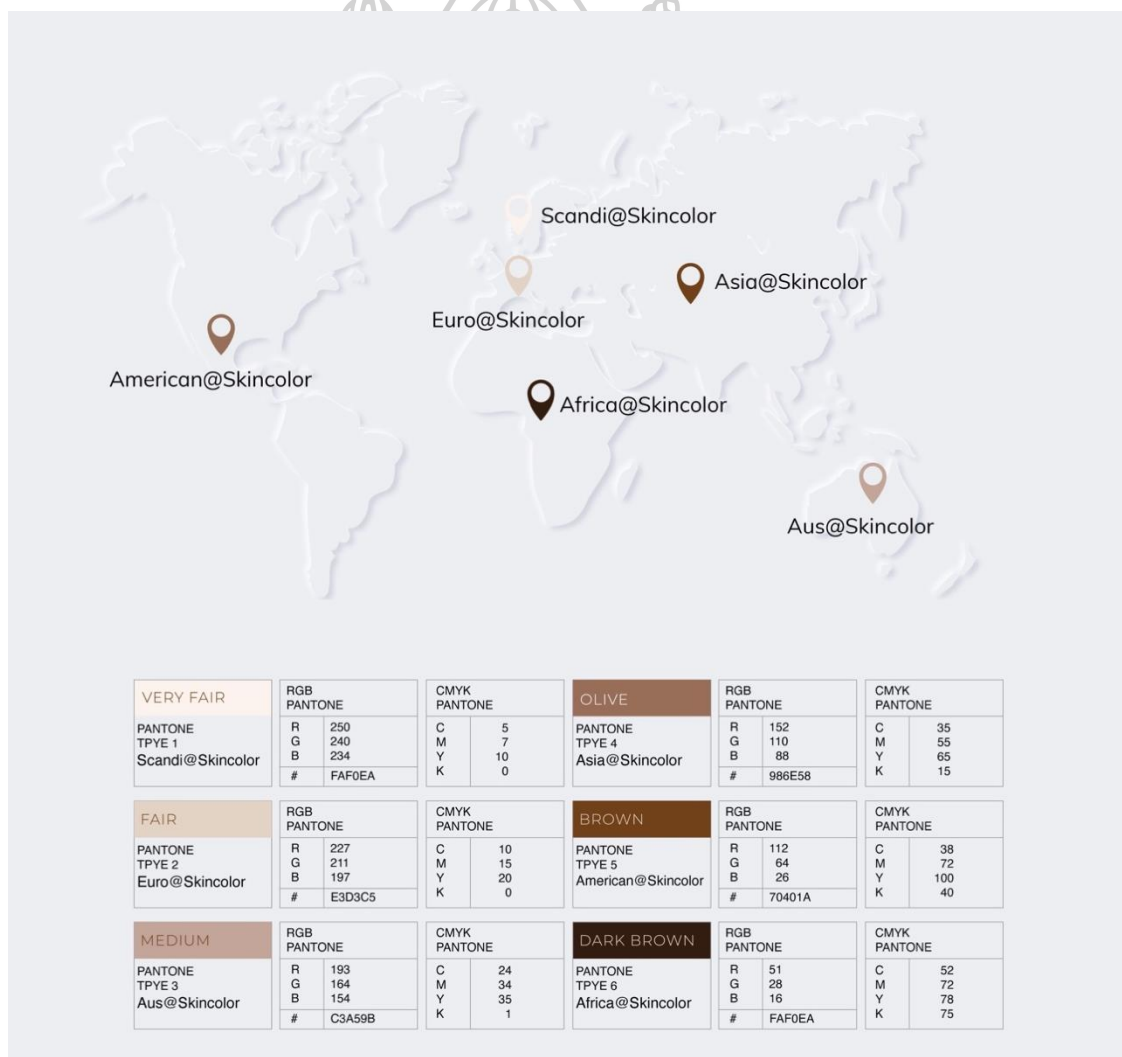 Scandi@Skincolor
Asia@Skincolor
Euro@Skincolor
American@Skincolor
Africa@Skincolor
Aus@Skincolor
VERY FAIR
PANTONE
TPYE 1
Scandi@Skincolor
RGB
PANTONE
R 250
G 240
B 234
# FAF0EA
CMYK
PANTONE
C 5
M 7
Y 10
K 0
OLIVE
PANTONE
TPYE 4
Asia@Skincolor
RGB
PANTONE
R 152
G 110
B 88
# 986E58
CMYK
PANTONE
C 35
M 55
Y 65
K 15
FAIR
PANTONE
TPYE 2
Euro@Skincolor
RGB
PANTONE
R 227
G 211
B 197
# E3D3C5
CMYK
PANTONE
C 10
M 15
Y 20
K 0
BROWN
PANTONE
TPYE 5
American@Skincolor
RGB
PANTONE
R 112
G 64
B 26
# 70401A
CMYK
PANTONE
C 38
M 72
Y 100
K 40
MEDIUM
PANTONE
TPYE 3
Aus@Skincolor
RGB
PANTONE
R 193
G 164
B 154
# C3A59B
CMYK
PANTONE
C 24
M 34
Y 35
K 1
DARK BROWN
PANTONE
TPYE 6
Africa@Skincolor
RGB
PANTONE
R 51
G 28
B 16
# FAF0EA
CMYK
PANTONE
C 52
M 72
Y 78
K 75